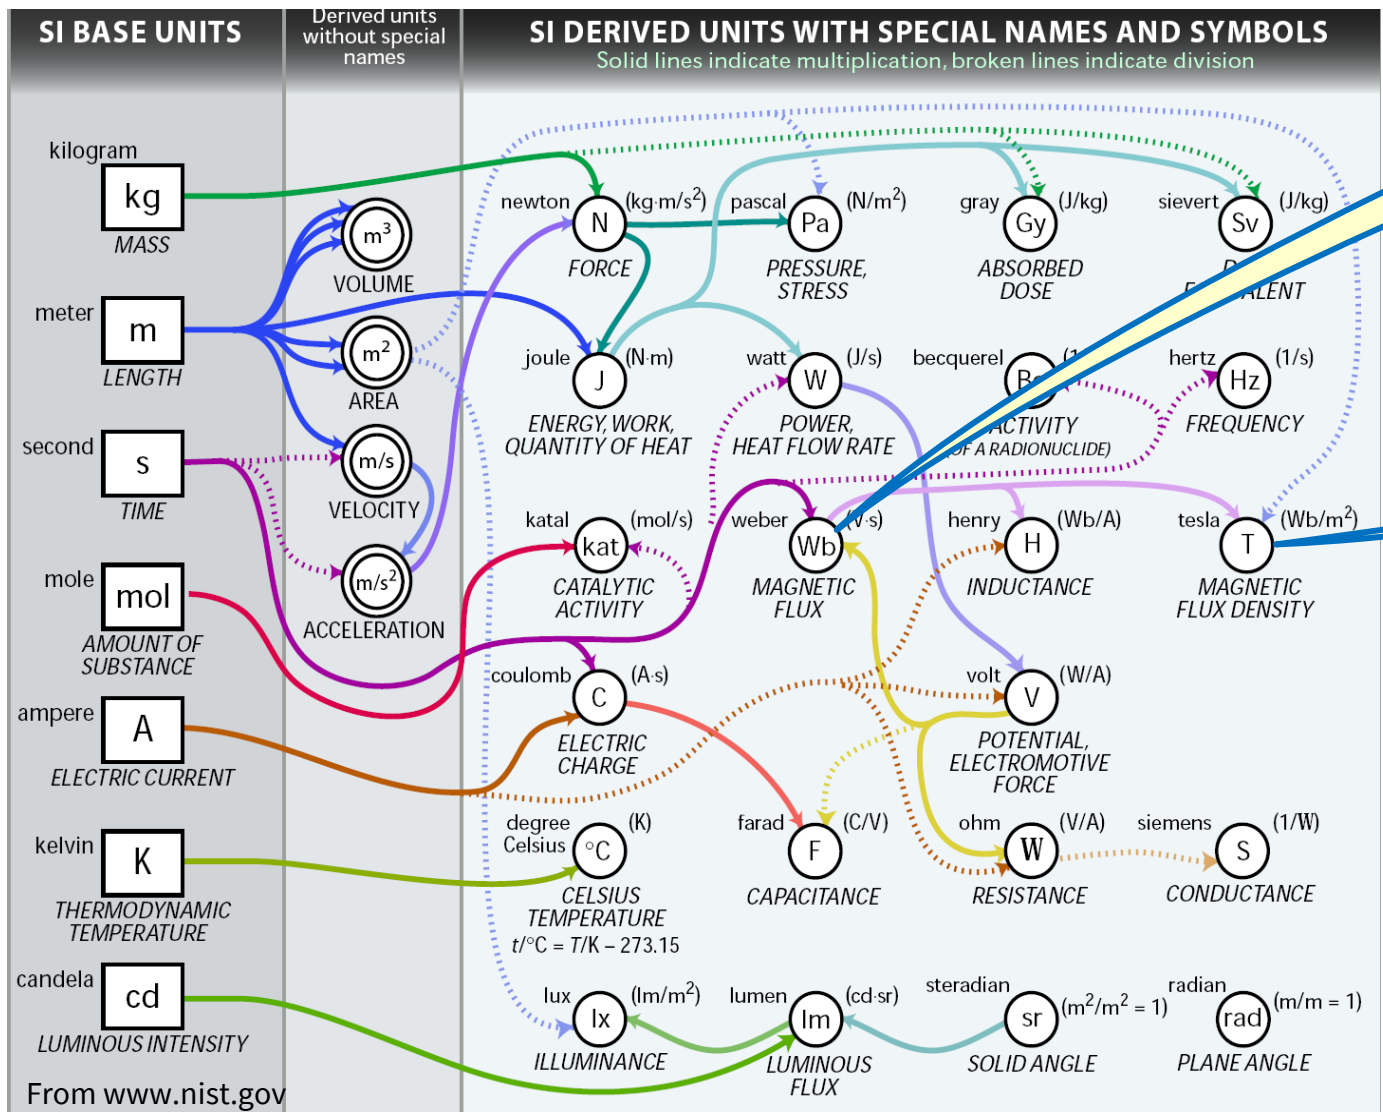 SI BASE UNITS
Derived units
without special
names
SI DERIVED UNITS WITH SPECIAL NAMES AND SYMBOLS
Solid lines indicate multiplication, broken lines indicate division
kilogram
kg
MASS
m³
VOLUME
newton
N
(kg·m/s²)
FORCE
pascal
Pa
(N/m²)
PRESSURE,
STRESS
gray
Gy
(J/kg)
ABSORBED
DOSE
sievert
Sv
(J/kg)
meter
m
LENGTH
m²
AREA
joule
J
(N·m)
ENERGY, WORK,
QUANTITY OF HEAT
watt
W
(J/s)
POWER,
HEAT FLOW RATE
becquerel
ACTIVITY
(OF A RADIONUCLIDE)
hertz
Hz
(1/s)
FREQUENCY
second
s
TIME
m/s
VELOCITY
katal
kat
(mol/s)
CATALYTIC
ACTIVITY
weber
Wb
(V·s)
MAGNETIC
FLUX
henry
H
(Wb/A)
INDUCTANCE
tesla
T
(Wb/m²)
MAGNETIC
FLUX DENSITY
mole
mol
AMOUNT OF
SUBSTANCE
m/s²
ACCELERATION
coulomb
C
(A·s)
ELECTRIC
CHARGE
volt
V
(W/A)
POTENTIAL,
ELECTROMOTIVE
FORCE
ampere
A
ELECTRIC CURRENT
degree
Celsius
°C
(K)
CELSIUS
TEMPERATURE
t/°C = T/K – 273.15
farad
F
(C/V)
CAPACITANCE
ohm
W
(V/A)
RESISTANCE
siemens
S
(1/W)
CONDUCTANCE
kelvin
K
THERMODYNAMIC
TEMPERATURE
candela
cd
LUMINOUS INTENSITY
lux
lx
(lm/m²)
ILLUMINANCE
lumen
lm
(cd·sr)
LUMINOUS
FLUX
steradian
sr
(m²/m² = 1)
SOLID ANGLE
radian
rad
(m/m = 1)
PLANE ANGLE
From www.nist.gov